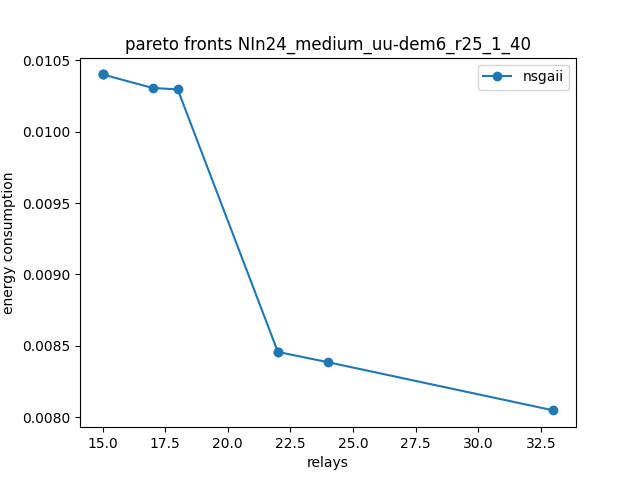 pareto fronts NIn24_medium_uu-dem6_r25_1_40
nsgaii
energy consumption
0.0105
0.0100
0.0095
0.0090
0.0085
0.0080
15.0 17.5 20.0 22.5 25.0 27.5 30.0 32.5
relays